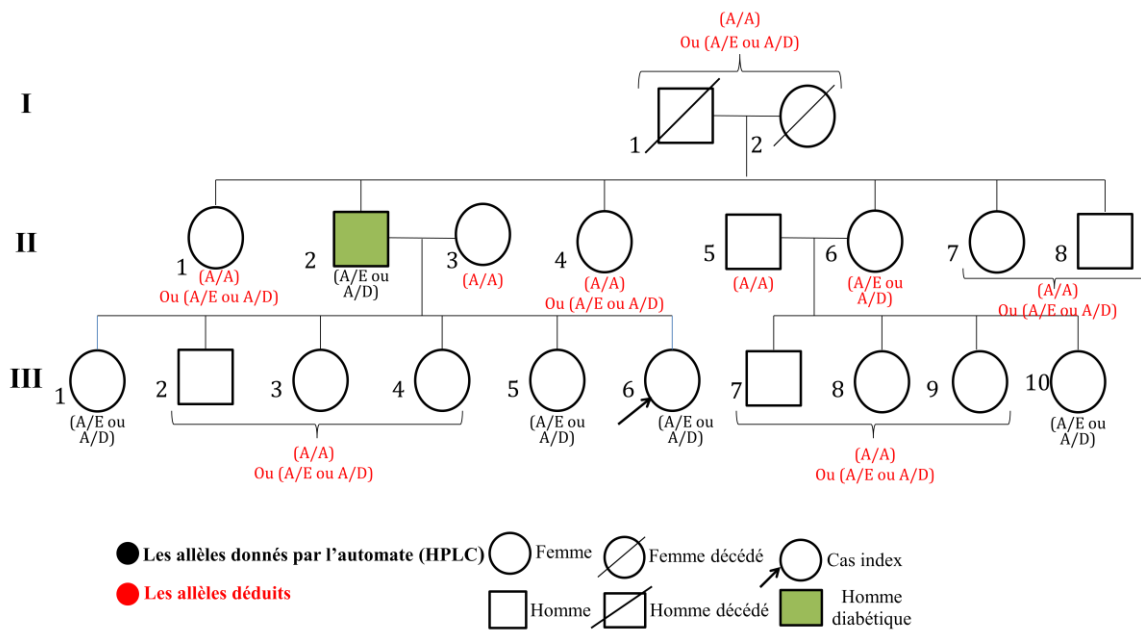 (A/A)
Ou (A/E ou A/D)
I
1
2
II
1
2
3
4
5
6
7
8
(A/A)
Ou (A/E ou A/D)
(A/E ou
A/D)
(A/A)
(A/A)
Ou (A/E ou A/D)
(A/A)
(A/E ou
A/D)
(A/A)
Ou (A/E ou A/D)
III
1
2
3
4
5
6
7
8
9
10
(A/E ou
A/D)
(A/A)
Ou (A/E ou A/D)
(A/E ou
A/D)
(A/E ou
A/D)
(A/A)
Ou (A/E ou A/D)
(A/E ou
A/D)
Les allèles donnés par l'automate (HPLC)
Femme
Femme décédé
Cas index
Les allèles déduits
Homme
Homme décédé
Homme
diabétique